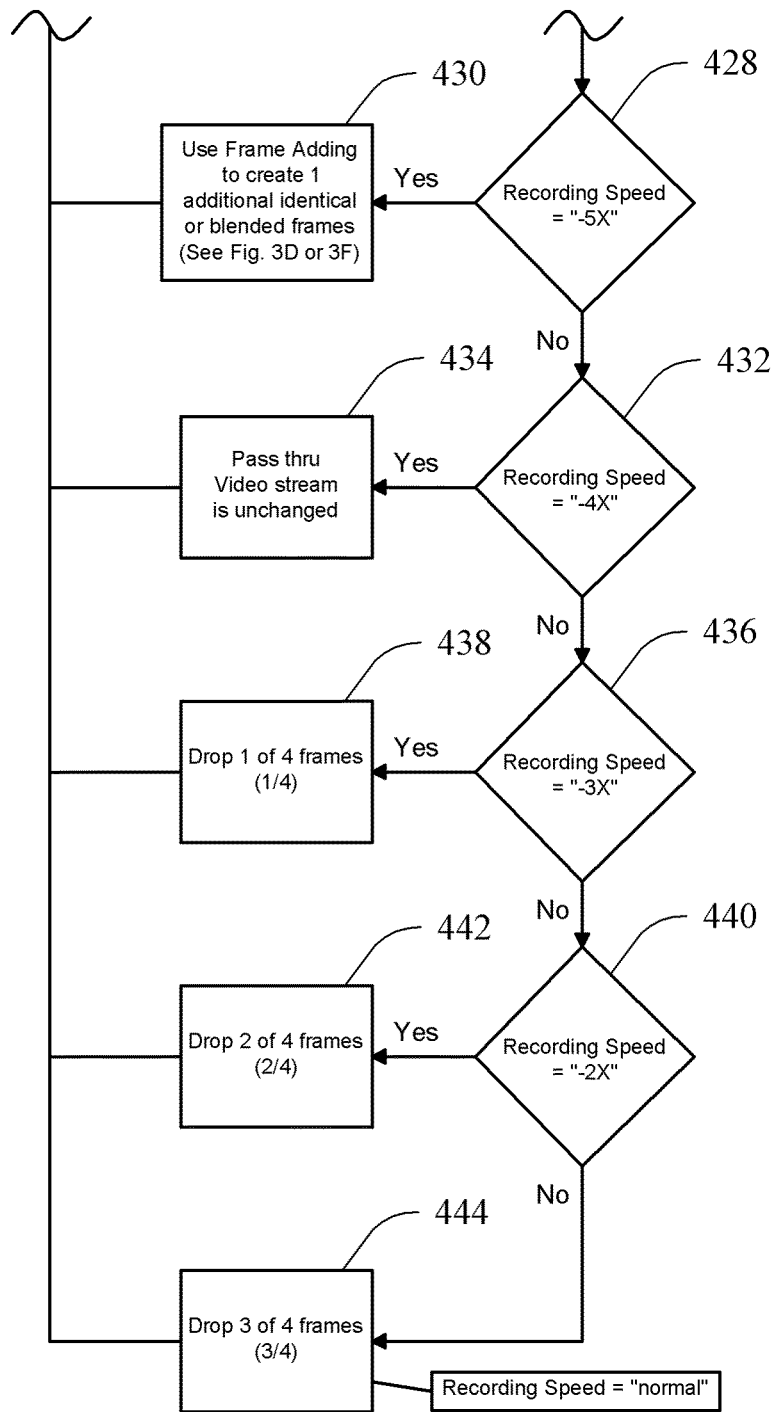 428
430
Use Frame Adding
to create 1
additional identical
or blended frames
(See Fig. 3D or 3F)
Yes
Recording Speed
= "-5X"
No
432
434
Pass thru
Video stream
is unchanged
Yes
Recording Speed
= "-4X"
No
436
438
Drop 1 of 4 frames
(1/4)
Yes
Recording Speed
= "-3X"
No
440
442
Drop 2 of 4 frames
(2/4)
Yes
Recording Speed
= "-2X"
No
444
Drop 3 of 4 frames
(3/4)
Recording Speed = "normal"